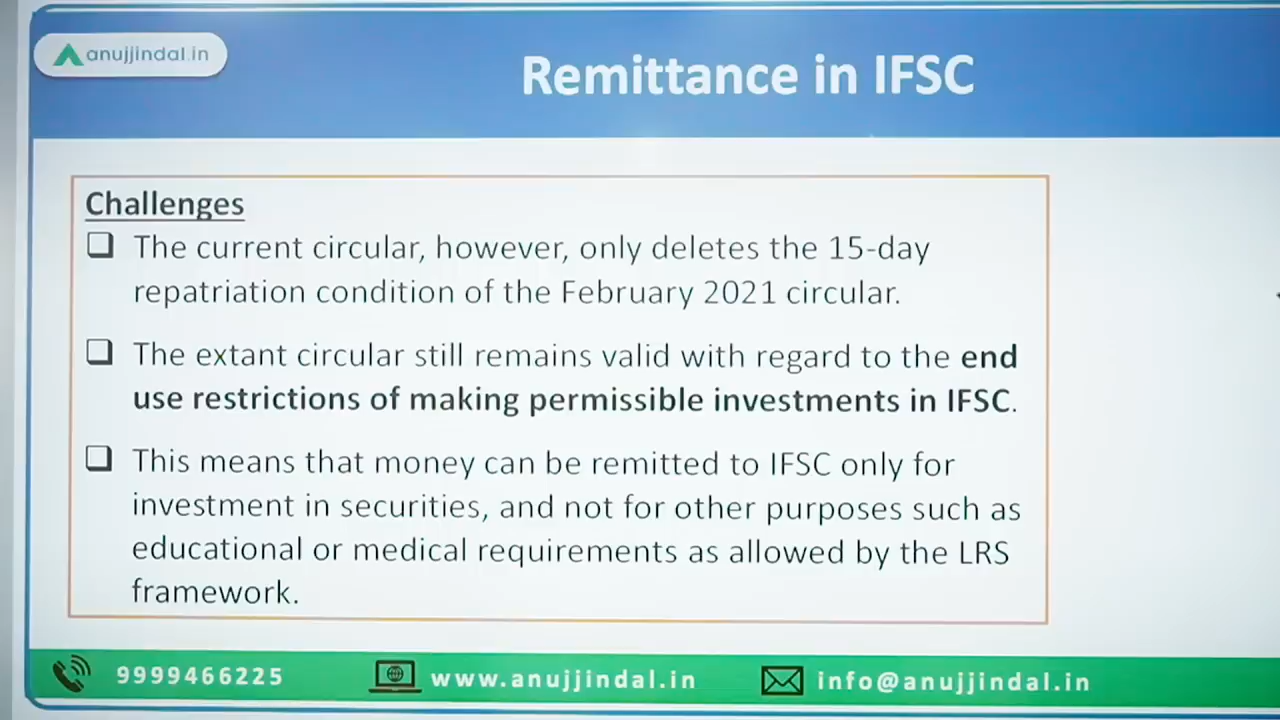 anujjindal.in
Remittance in IFSC
Challenges
The current circular, however, only deletes the 15-day
repatriation condition of the February 2021 circular.
The extant circular still remains valid with regard to the end
use restrictions of making permissible investments in IFSC.
This means that money can be remitted to IFSC only for
investment in securities, and not for other purposes such as
educational or medical requirements as allowed by the LRS
framework.
9999466225
www.anujjindal.in
info@anujjindal.in